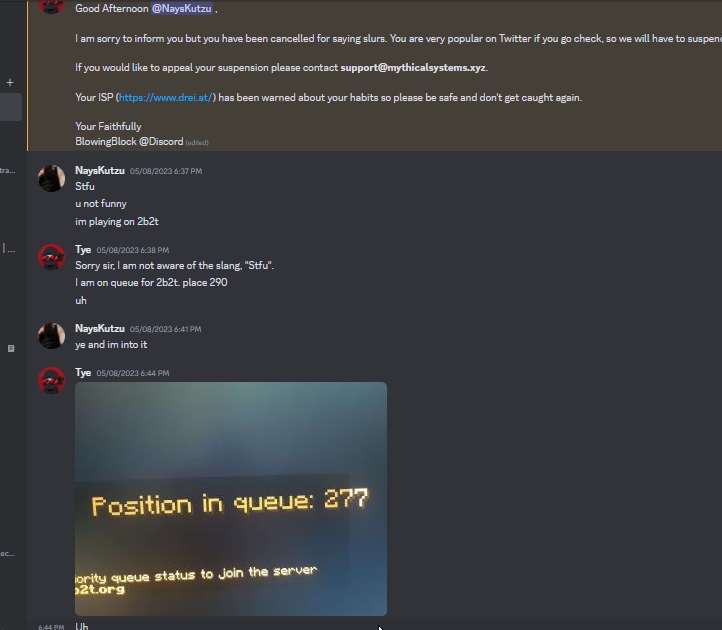 Good Afternoon @NaysKutzu ,
I am sorry to inform you but you have been cancelled for saying slurs. You are very popular on Twitter if you go check, so we will have to suspen
If you would like to appeal your suspension please contact support@mythicalsystems.xyz.
Your ISP (https://www.drei.at/) has been warned about your habits so please be safe and don't get caught again.
Your Faithfully
BlowingBlock @Discord (edited)
+
tra...
NaysKutzu 05/08/2023 6:37 PM
Stfu
u not funny
im playing on 2b2t
Tye 05/08/2023 6:38 PM
Sorry sir, I am not aware of the slang, "Stfu".
I am on queue for 2b2t. place 290
uh
NaysKutzu 05/08/2023 6:41 PM
ye and im into it
Tye 05/08/2023 6:44 PM
Position in queue: 277
ority queue status to join the server
b2t.org
ec...
6:44 PM Uh